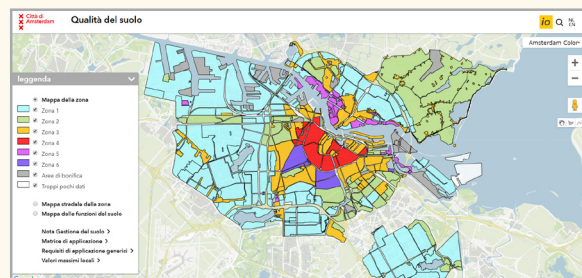 Città di
Amsterdam
Qualità del suolo
io
NL
EN
Amsterdam Color
leggenda
Mappa della zona
Zona 1
Zona 2
Zona 3
Zona 4
Zona 5
Zona 6
Aree di bonifica
Troppi pochi dati
Mappa stradale della zona
Mappa delle funzioni del suolo
Nota Gestione del suolo >
Metrica di applicazione >
Requisiti di applicazione generici >
Valori massimi locali >